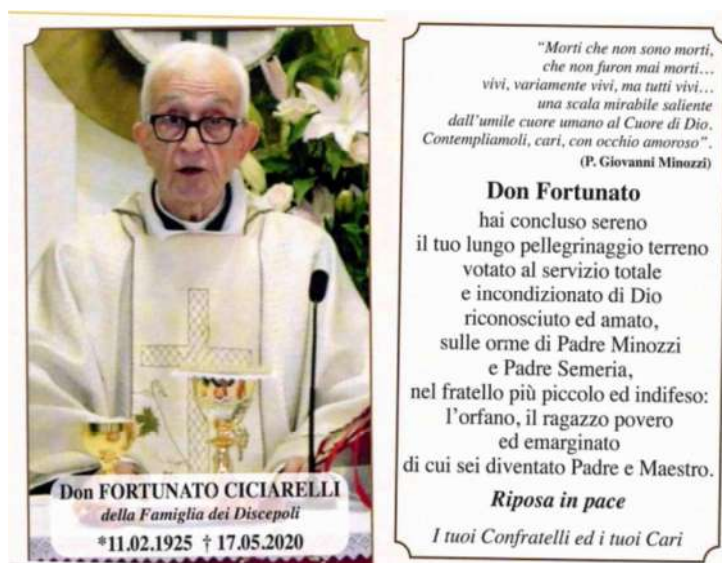 Don FORTUNATO CICIARELLI
della Famiglia dei Discepoli
*11.02.1925 † 17.05.2020
“Morti che non sono morti,
che non furon mai morti...
vivi, variamente vivi, ma tutti vivi...
una scala mirabile saliente
dall’umile cuore umano al Cuore di Dio.
Contempliamoli, cari, con occhio amoroso”.
(P. Giovanni Minozzi)
Don Fortunato
hai concluso sereno
il tuo lungo pellegrinaggio terreno
votato al servizio totale
e incondizionato di Dio
riconosciuto ed amato,
sulle orme di Padre Minozzi
e Padre Semeria,
nel fratello più piccolo ed indifeso:
l’orfano, il ragazzo povero
ed emarginato
di cui sei diventato Padre e Maestro.
Riposa in pace
I tuoi Confratelli ed i tuoi Cari